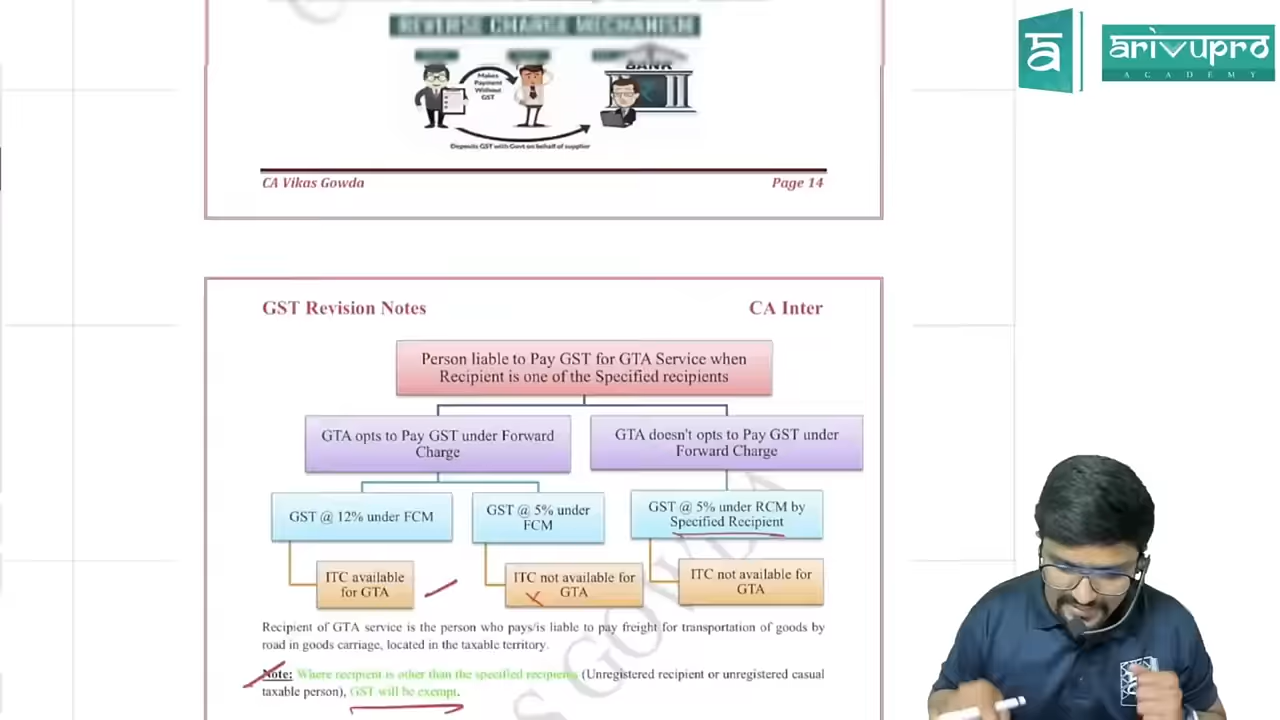 REVERSE CHARGE MECHANISM
Makes
Payment
Without
GST
BANK
Deposits GST with Govt on behalf of supplier
CA Vikas Gowda
Page 14
arivupro
ACADEMY
GST Revision Notes
CA Inter
Person liable to Pay GST for GTA Service when
Recipient is one of the Specified recipients
GTA opts to Pay GST under Forward
Charge
GTA doesn't opts to Pay GST under
Forward Charge
GST @ 12% under FCM
GST @ 5% under
FCM
GST @ 5% under RCM by
Specified Recipient
ITC available
for GTA
ITC not available for
GTA
ITC not available for
GTA
Recipient of GTA service is the person who pays/is liable to pay freight for transportation of goods by
road in goods carriage, located in the taxable territory.
Note: Where recipient is other than the specified recipients (Unregistered recipient or unregistered casual
taxable person), GST will be exempt.
S GOWDA